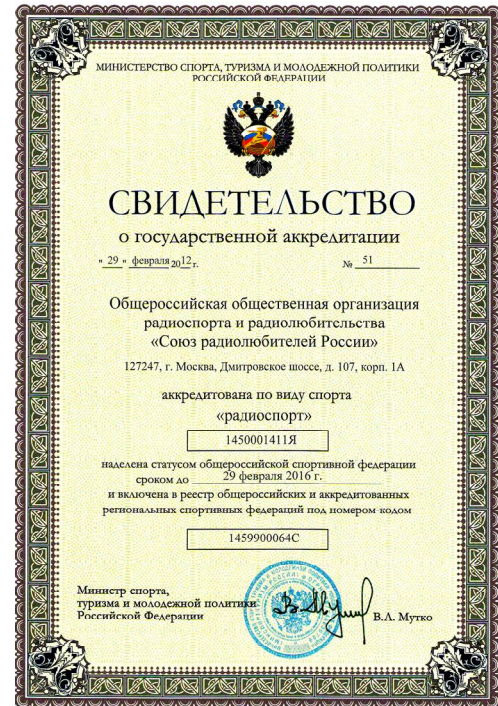 МИНИСТЕРСТВО СПОРТА, ТУРИЗМА И МОЛОДЕЖНОЙ ПОЛИТИКИ
РОССИЙСКОЙ ФЕДЕРАЦИИ
СВИДЕТЕЛЬСТВО
о государственной аккредитации
" 29 " февраля 2012 г. № 51
Общероссийская общественная организация
радиоспорта и радиолюбительства
«Союз радиолюбителей России»
127247, г. Москва, Дмитровское шоссе, д. 107, корп. 1А
аккредитована по виду спорта
«радиоспорт»
1450001411Я
наделена статусом общероссийской спортивной федерации
сроком до 29 февраля 2016 г.
и включена в реестр общероссийских и аккредитованных
региональных спортивных федераций под номером-кодом
1459900064С
Министр спорта,
туризма и молодежной политики
Российской Федерации
В.Л. Мутко